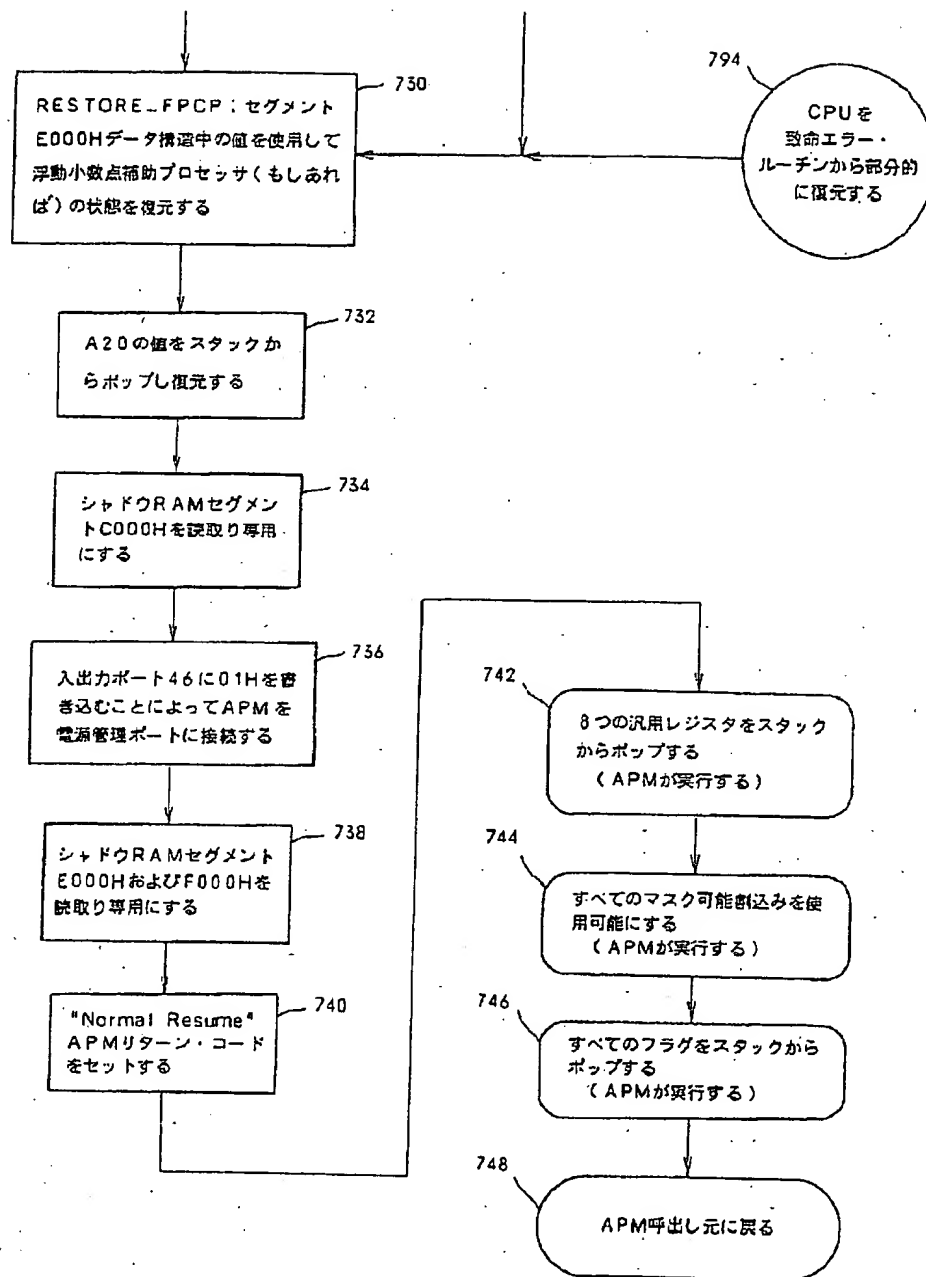 730
RESTORE_FPCP；セグメント
E000Hデータ構造中の値を使用して
浮動小数点補助プロセッサ（もしあれ
ば）の状態を復元する
794
CPUを
致命エラー・
ルーチンから部分的
に復元する
732
A20の値をスタックか
らポップし復元する
734
シャドウRAMセグメン
トC000Hを読取り専用
にする
736
入出力ポート46に01Hを書
き込むことによってAPMを
電源管理ポートに接続する
738
シャドウRAMセグメント
E000HおよびF000Hを
読取り専用にする
740
"Normal Resume"
APMリターン・コード
をセットする
742
8つの汎用レジスタをスタック
からポップする
（APMが実行する）
744
すべてのマスク可能割込みを使
用可能にする
（APMが実行する）
746
すべてのフラグをスタックから
ポップする
（APMが実行する）
748
APM呼出し元に戻る